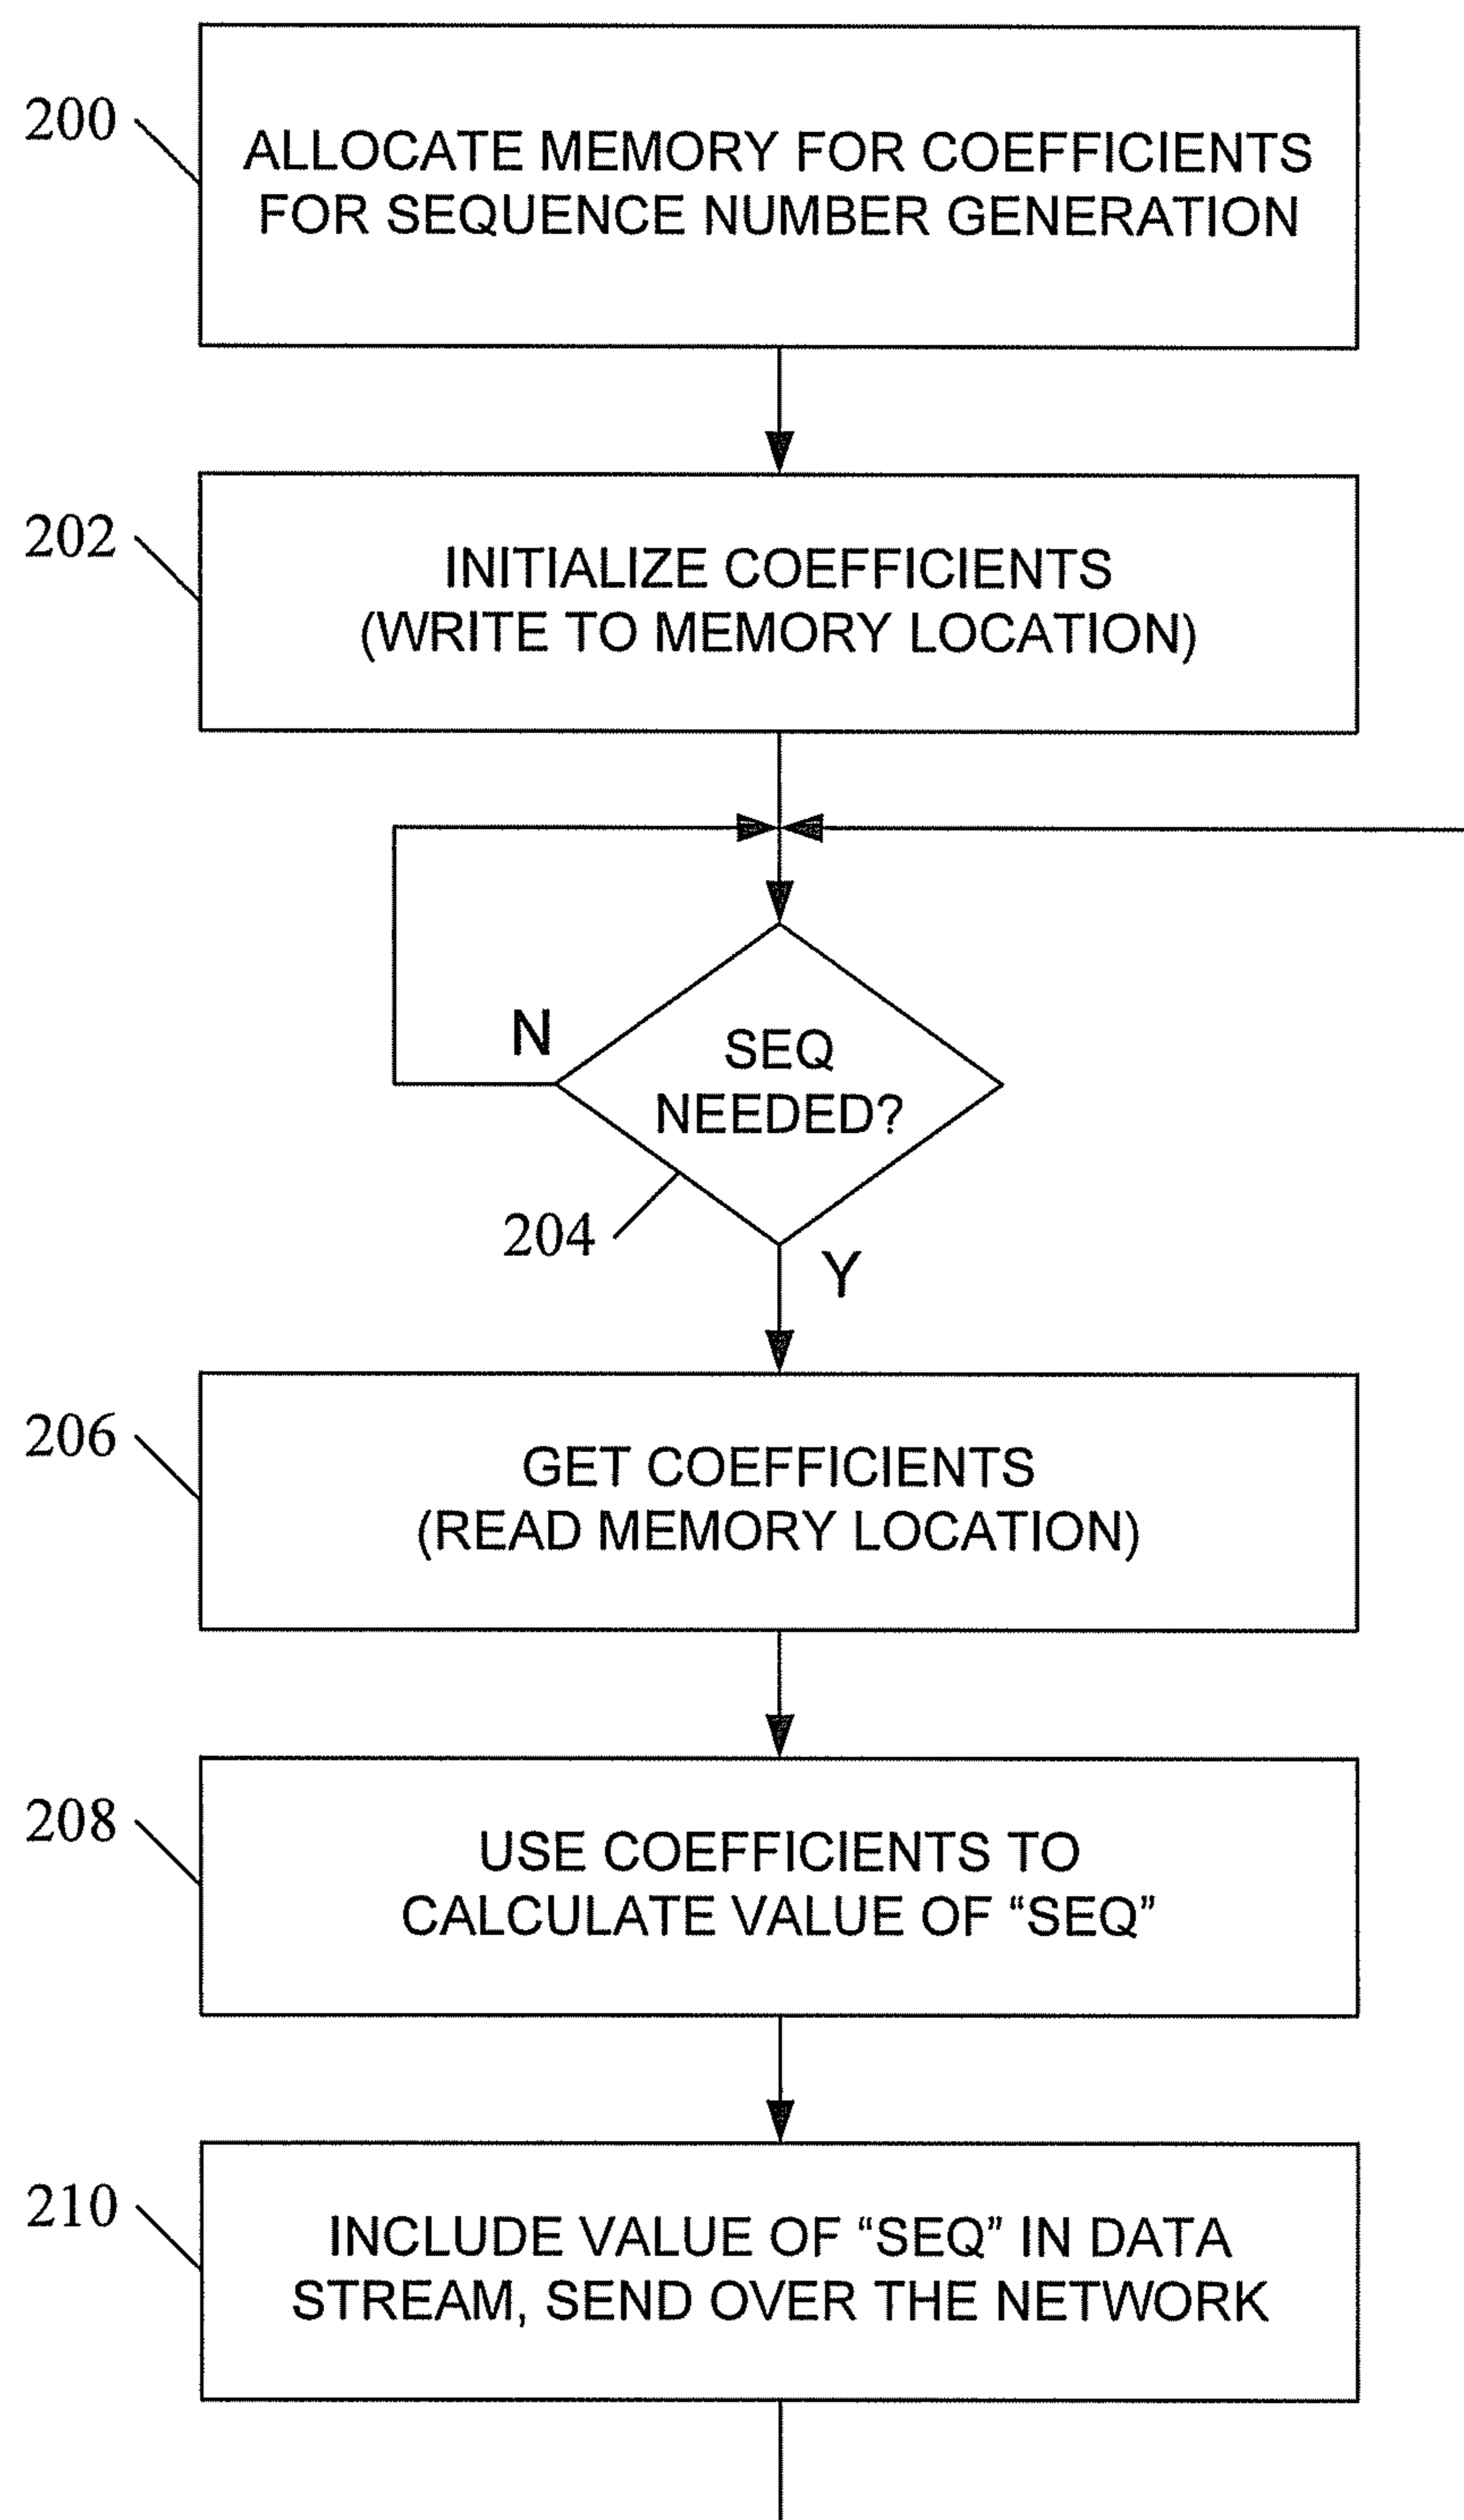 200
ALLOCATE MEMORY FOR COEFFICIENTS
FOR SEQUENCE NUMBER GENERATION
202
INITIALIZE COEFFICIENTS
(WRITE TO MEMORY LOCATION)
N
SEQ
NEEDED?
204
Y
206
GET COEFFICIENTS
(READ MEMORY LOCATION)
208
USE COEFFICIENTS TO
CALCULATE VALUE OF “SEQ”
210
INCLUDE VALUE OF “SEQ” IN DATA
STREAM, SEND OVER THE NETWORK